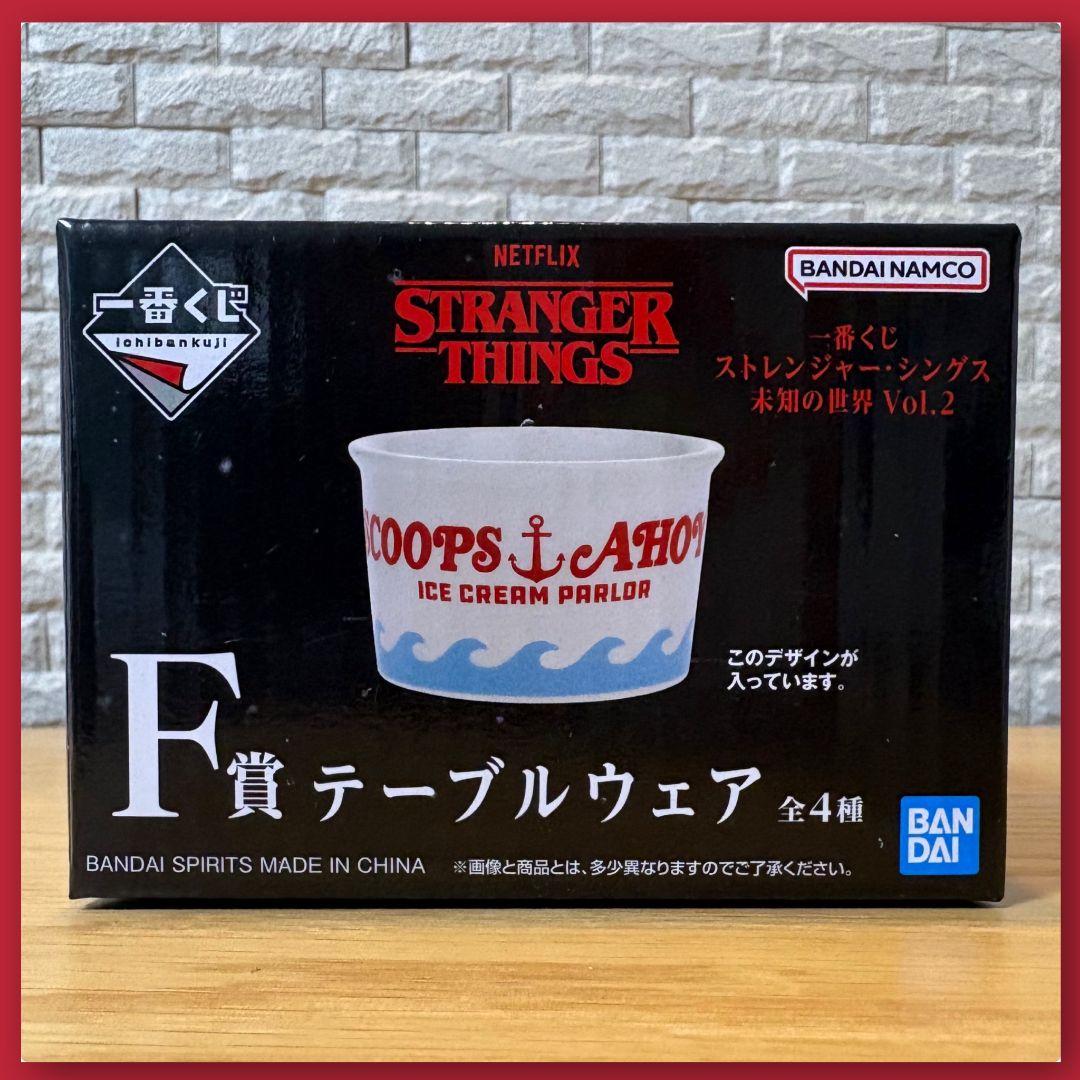 一番くじ
ichibankuji
NETFLIX
STRANGER
THINGS
BANDAI NAMCO
一番くじ
ストレンジャー・シングス
未知の世界 Vol.2
SCOOPS AHOY
ICE CREAM PARLOR
このデザインが
入っています。
F賞 テーブルウェア 全4種
BANDAI SPIRITS MADE IN CHINA ※画像と商品とは、多少異なりますのでご了承ください。
BAN
DAI